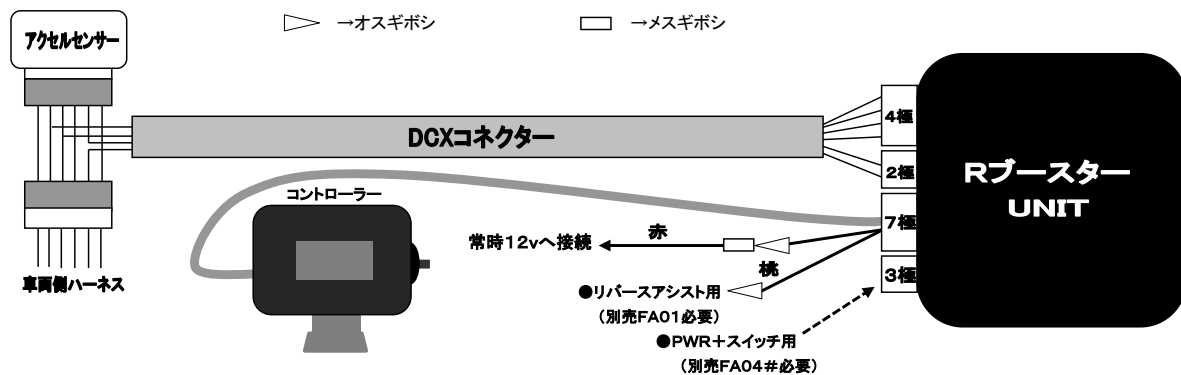 →オスギボシ
→メスギボシ
アクセルセンサー
DCXコネクター
4極
2極
7極
3極
Rブースター
UNIT
コントローラー
赤
常時12vへ接続
桃
●リバースアシスト用
（別売FA01必要）
●PWR＋スイッチ用
（別売FA04＃必要）
車両側ハーネス